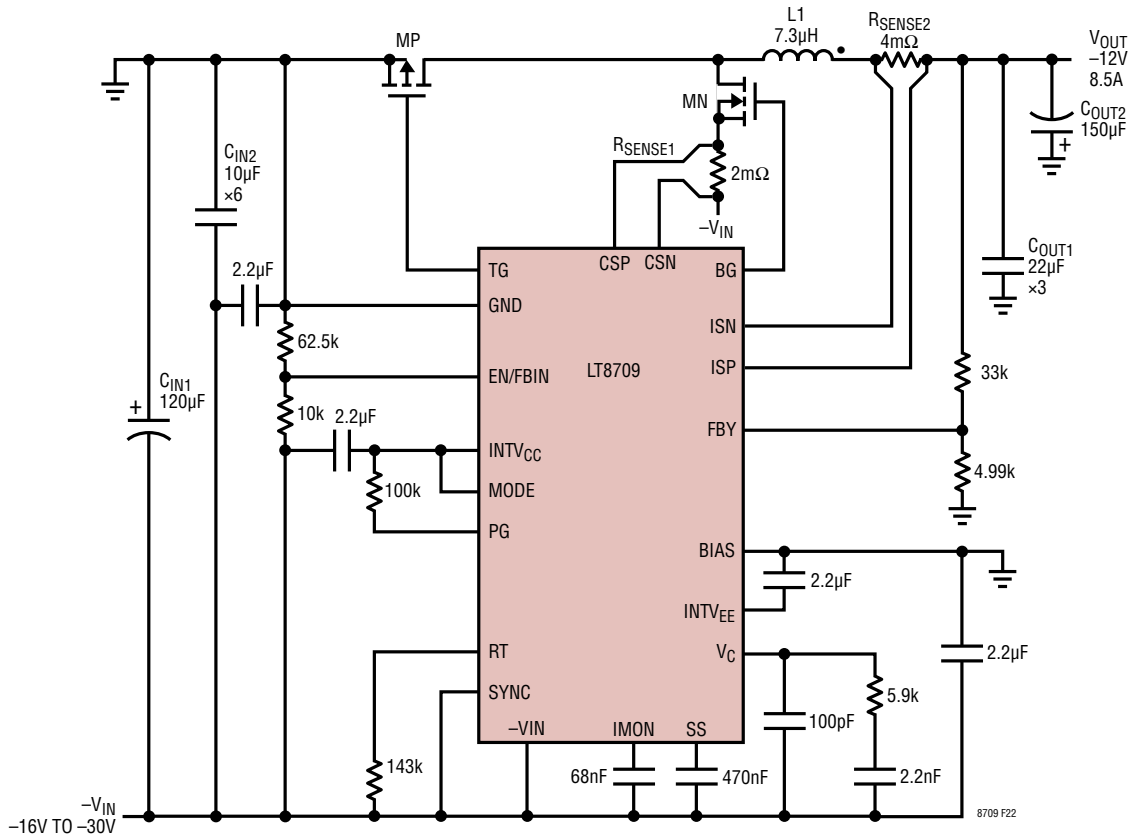 MP
L1
7.3µH
RSENSE2
4mΩ
VOUT
–12V
8.5A
MN
COUT2
150µF
+
CIN2
10µF
×6
RSENSE1
2mΩ
–VIN
COUT1
22µF
×3
2.2µF
TG
CSP
CSN
BG
GND
ISN
62.5k
ISP
EN/FBIN
LT8709
33k
CIN1
120µF
+
10k
2.2µF
FBY
INTVCC
4.99k
100k
MODE
PG
BIAS
2.2µF
INTVEE
RT
VC
2.2µF
SYNC
5.9k
100pF
–VIN
IMON
SS
143k
68nF
470nF
2.2nF
–VIN
–16V TO –30V
8709 F22